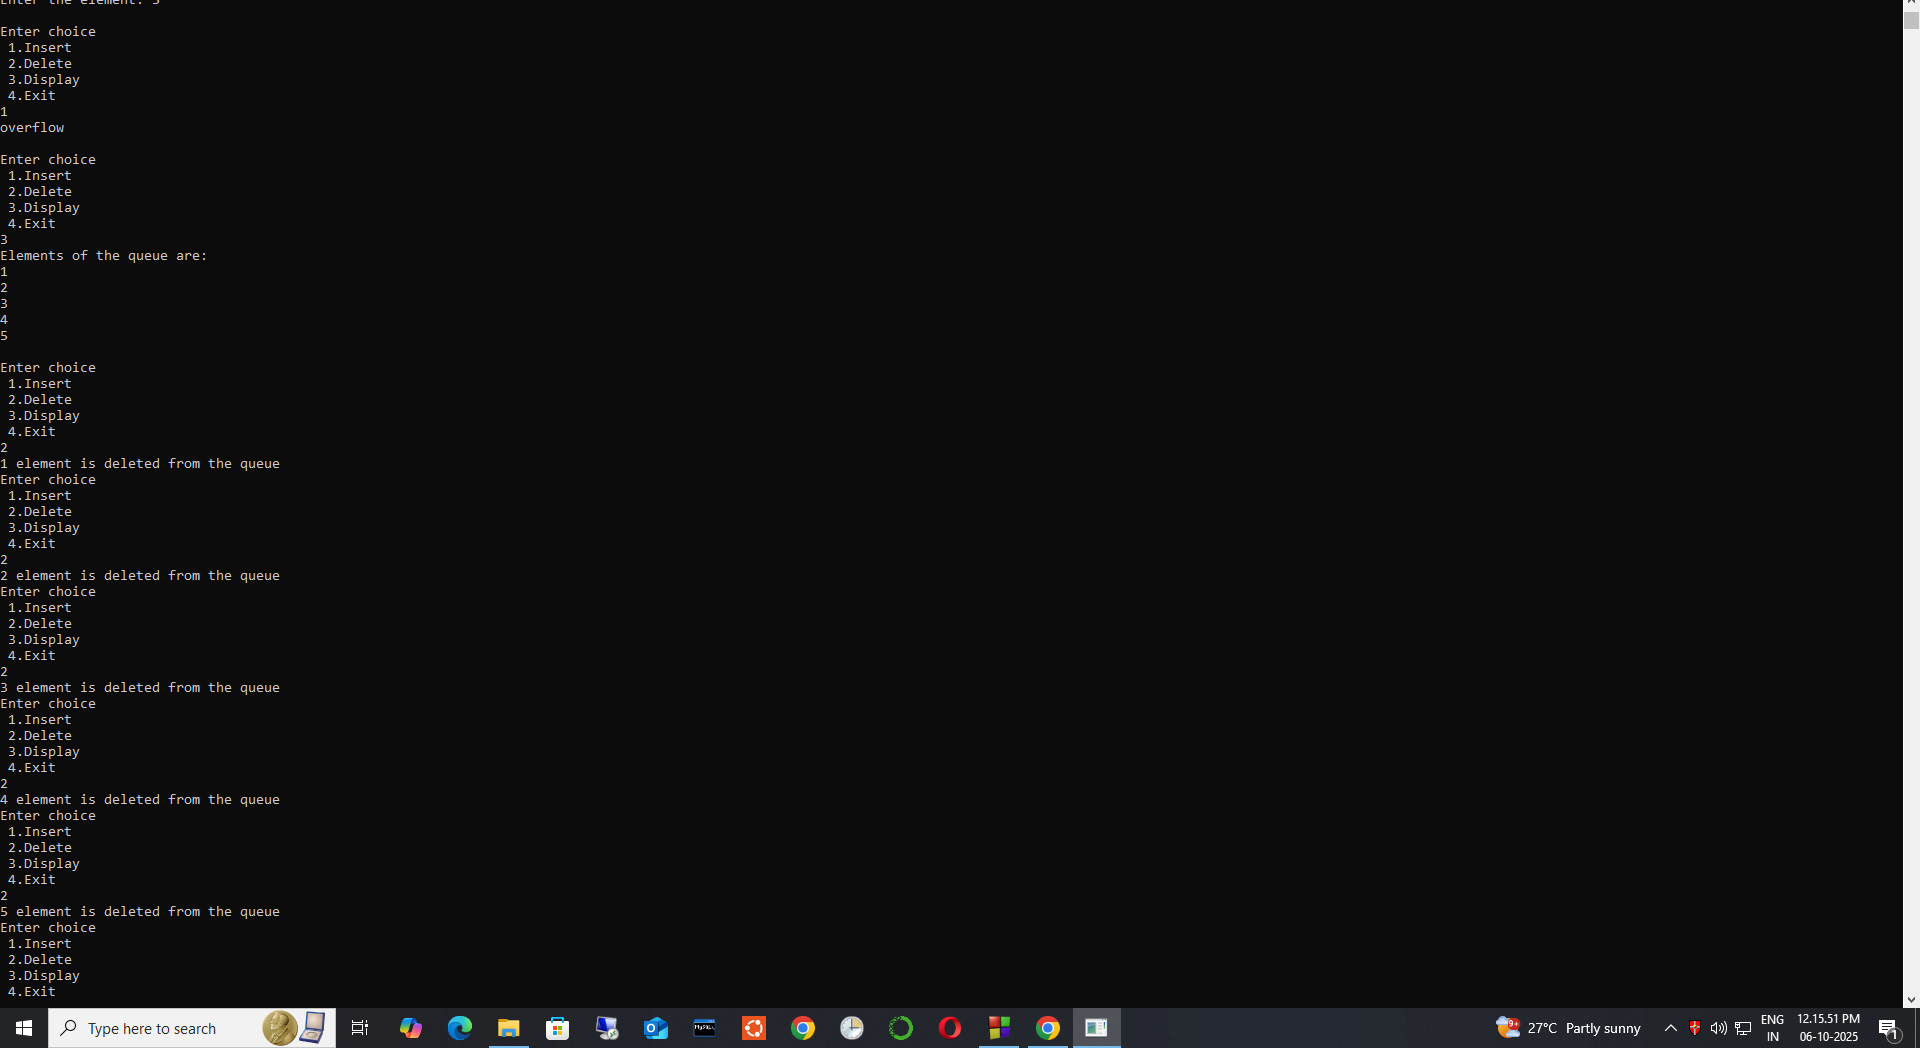 Enter the element: 5
Enter choice
1.Insert
2.Delete
3.Display
4.Exit
1
overflow
Enter choice
1.Insert
2.Delete
3.Display
4.Exit
3
Elements of the queue are:
1
2
3
4
5
Enter choice
1.Insert
2.Delete
3.Display
4.Exit
2
1 element is deleted from the queue
Enter choice
1.Insert
2.Delete
3.Display
4.Exit
2
2 element is deleted from the queue
Enter choice
1.Insert
2.Delete
3.Display
4.Exit
2
3 element is deleted from the queue
Enter choice
1.Insert
2.Delete
3.Display
4.Exit
2
4 element is deleted from the queue
Enter choice
1.Insert
2.Delete
3.Display
4.Exit
2
5 element is deleted from the queue
Enter choice
1.Insert
2.Delete
3.Display
4.Exit
Type here to search
MySQL
9+
27°C Partly sunny
ENG
IN
12.15.51 PM
06-10-2025
1